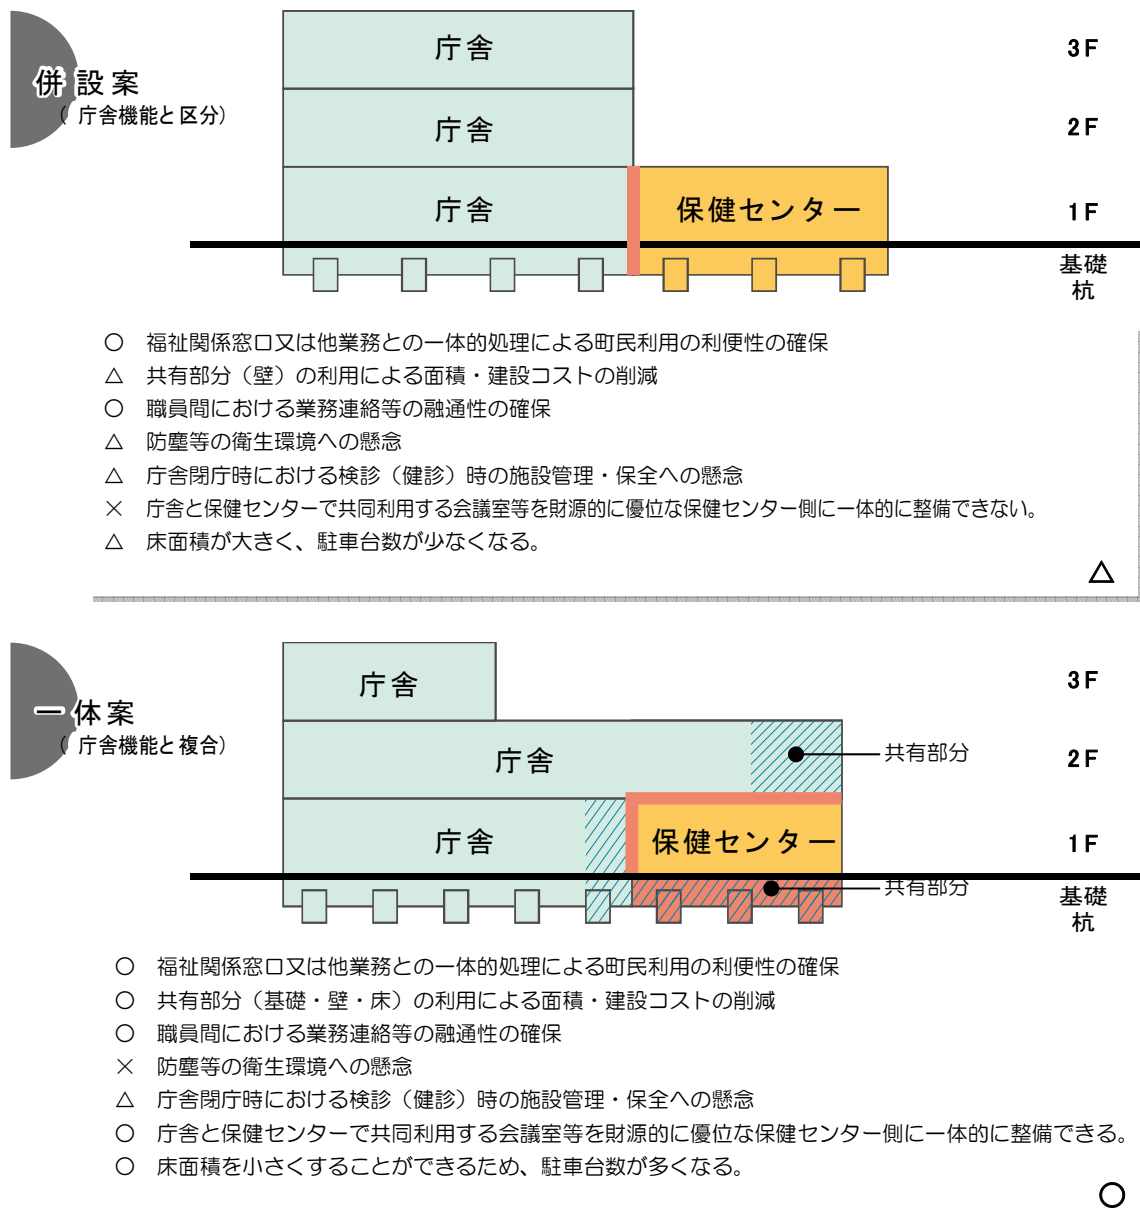 併設案
（庁舎機能と区分）
庁舎
3F
庁舎
2F
庁舎
保健センター
1F
基礎
杭
○ 福祉関係窓口又は他業務との一体的処理による町民利用の利便性の確保
△ 共有部分（壁）の利用による面積・建設コストの削減
○ 職員間における業務連絡等の融通性の確保
△ 防塵等の衛生環境への懸念
△ 庁舎閉庁時における検診（健診）時の施設管理・保全への懸念
× 庁舎と保健センターで共同利用する会議室等を財源的に優位な保健センター側に一体的に整備できない。
△ 床面積が大きく、駐車台数が少なくなる。
△
一体案
（庁舎機能と複合）
庁舎
3F
庁舎
共有部分
2F
庁舎
保健センター
1F
共有部分
基礎
杭
○ 福祉関係窓口又は他業務との一体的処理による町民利用の利便性の確保
○ 共有部分（基礎・壁・床）の利用による面積・建設コストの削減
○ 職員間における業務連絡等の融通性の確保
× 防塵等の衛生環境への懸念
△ 庁舎閉庁時における検診（健診）時の施設管理・保全への懸念
○ 庁舎と保健センターで共同利用する会議室等を財源的に優位な保健センター側に一体的に整備できる。
○ 床面積を小さくすることができるため、駐車台数が多くなる。
○